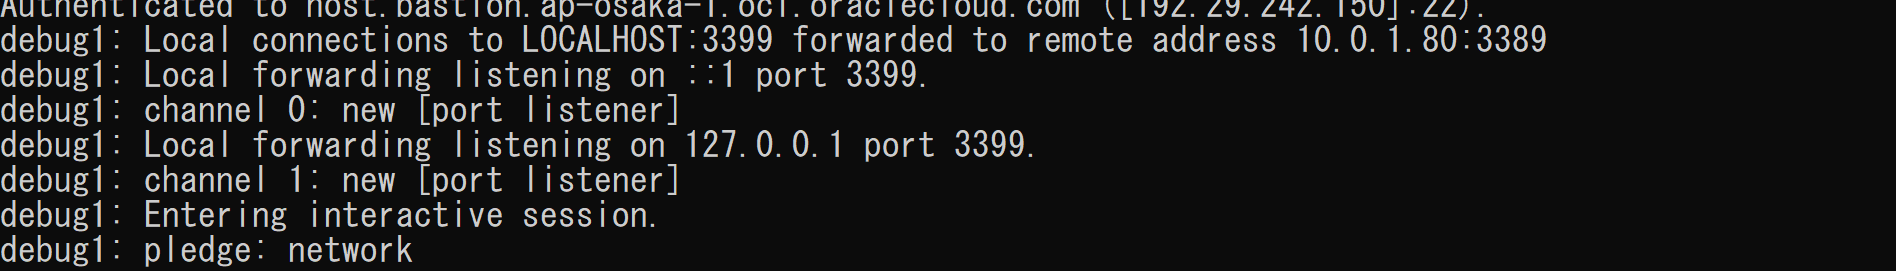 Authenticated to host.bastion.ap-osaka-1.oci.oraclecloud.com ([192.29.242.150]:22).
debug1: Local connections to LOCALHOST:3399 forwarded to remote address 10.0.1.80:3389
debug1: Local forwarding listening on ::1 port 3399.
debug1: channel 0: new [port listener]
debug1: Local forwarding listening on 127.0.0.1 port 3399.
debug1: channel 1: new [port listener]
debug1: Entering interactive session.
debug1: pledge: network